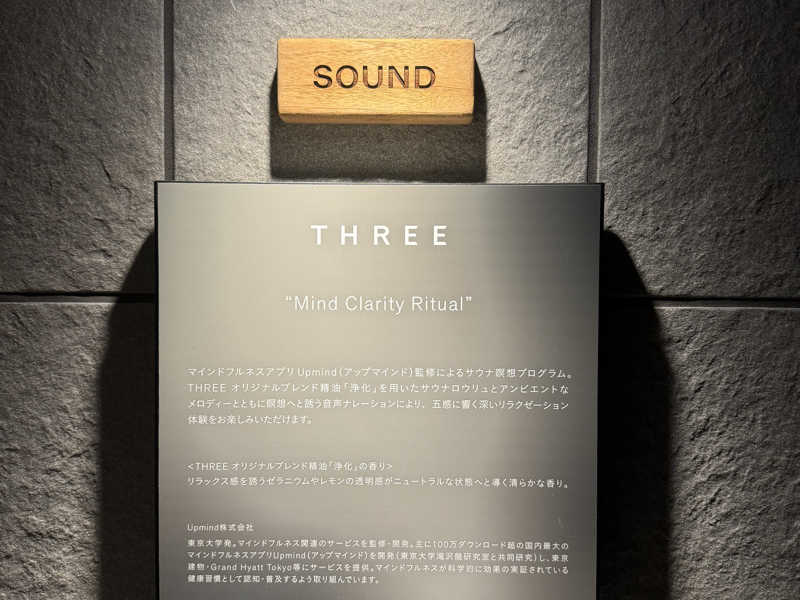 SOUND
THREE
“Mind Clarity Ritual”
マインドフルネスアプリUpmind（アップマインド）監修によるサウナ瞑想プログラム。
THREE オリジナルブレンド精油「浄化」を用いたサウナロウリュとアンビエントな
メロディーとともに瞑想へと誘う音声ナレーションにより、五感に響く深いリラクゼーション
体験をお楽しみいただけます。
<THREE オリジナルブレンド精油「浄化」の香り>
リラックス感を誘うゼラニウムやレモンの透明感がニュートラルな状態へと導く清らかな香り。
Upmind株式会社
東京大学発。マインドフルネス関連のサービスを監修・開発。主に100万ダウンロード超の国内最大の
マインドフルネスアプリUpmind（アップマインド）を開発（東京大学滝沢龍研究室と共同研究）し、東京
建物・Grand Hyatt Tokyo等にサービスを提供。マインドフルネスが科学的に効果の実証されている
健康習慣として認知・普及するよう取り組んでいます。